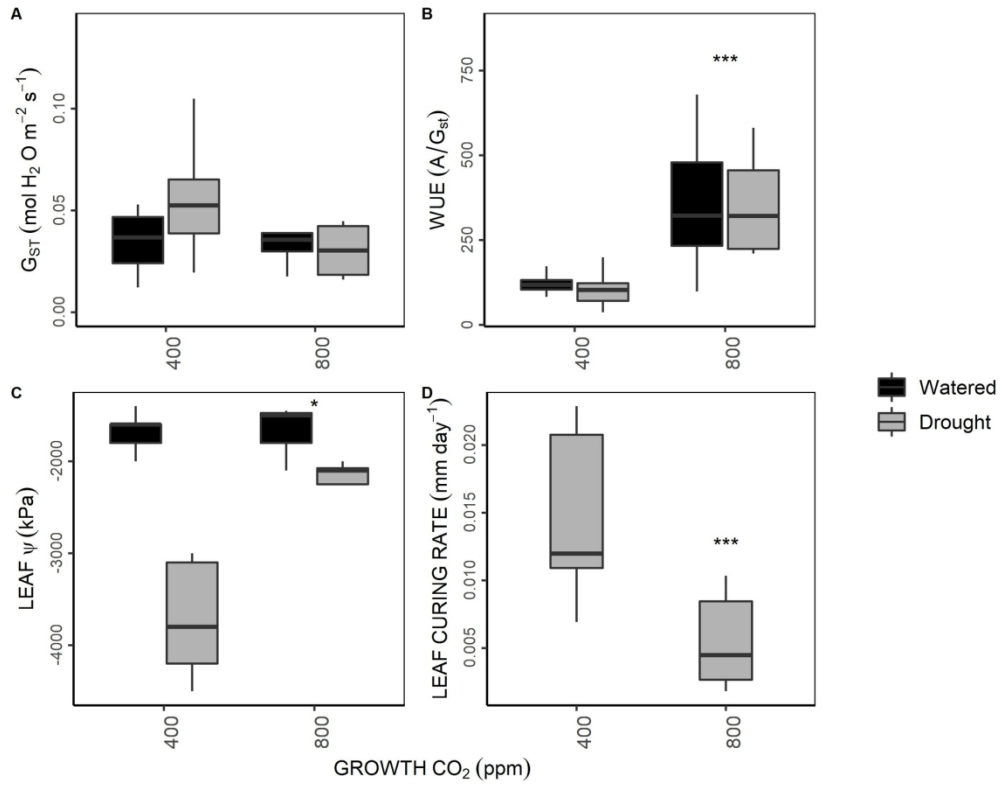 A
G_ST (mol H₂ O m⁻² s⁻¹)
0.10
0.05
0.00
400
800
B
WUE (A/G_st)
750
500
250
0
***
400
800
C
LEAF ψ (kPa)
-2000
-3000
-4000
*
400
800
D
LEAF CURING RATE (mm day⁻¹)
0.020
0.015
0.010
0.005
***
400
800
GROWTH CO₂ (ppm)
Watered
Drought